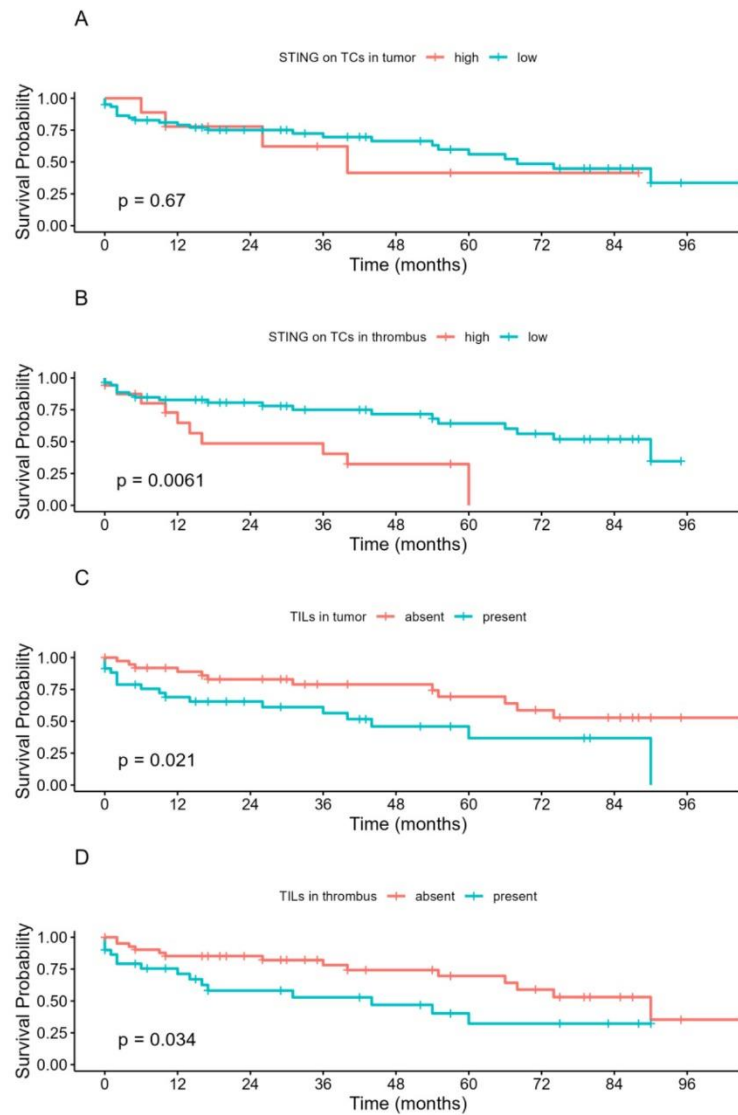 A
STING on TCs in tumor high low
Survival Probability
1.00
0.75
0.50
0.25
0.00
p = 0.67
0 12 24 36 48 60 72 84 96
Time (months)
B
STING on TCs in thrombus high low
Survival Probability
1.00
0.75
0.50
0.25
0.00
p = 0.0061
0 12 24 36 48 60 72 84 96
Time (months)
C
TILs in tumor absent present
Survival Probability
1.00
0.75
0.50
0.25
0.00
p = 0.021
0 12 24 36 48 60 72 84 96
Time (months)
D
TILs in thrombus absent present
Survival Probability
1.00
0.75
0.50
0.25
0.00
p = 0.034
0 12 24 36 48 60 72 84 96
Time (months)